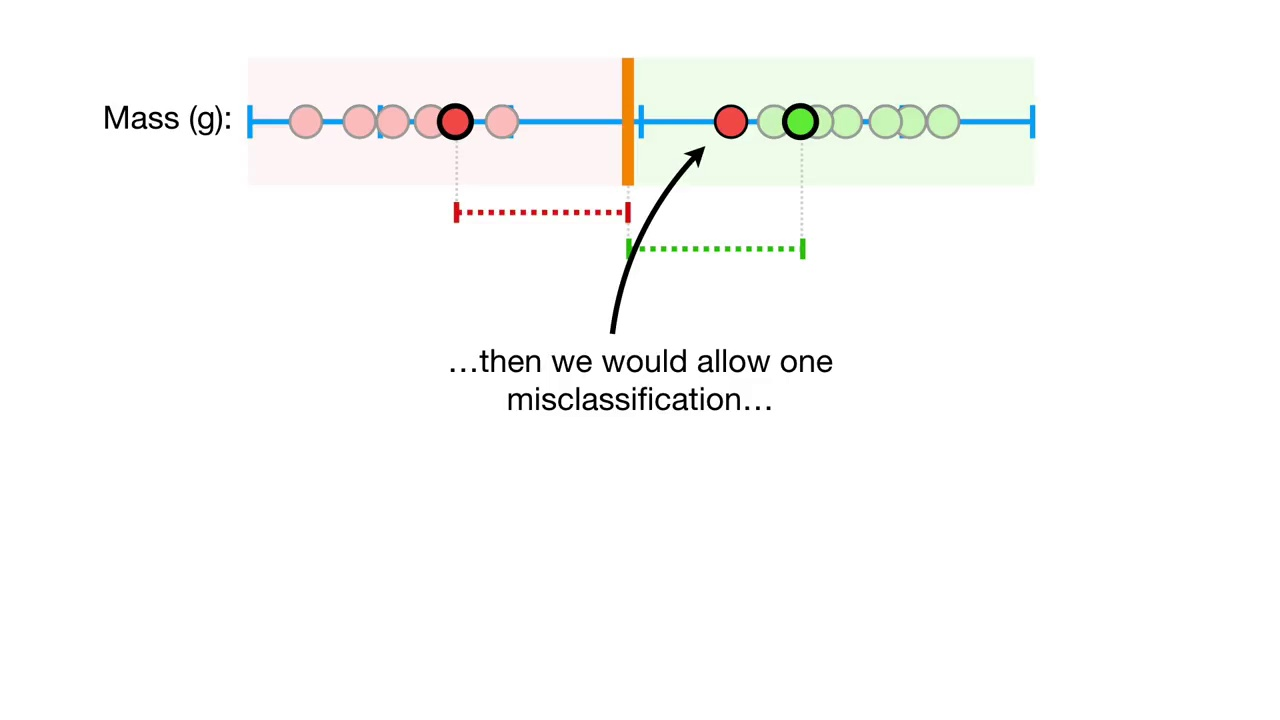 Mass (g):
…then we would allow one
misclassification…